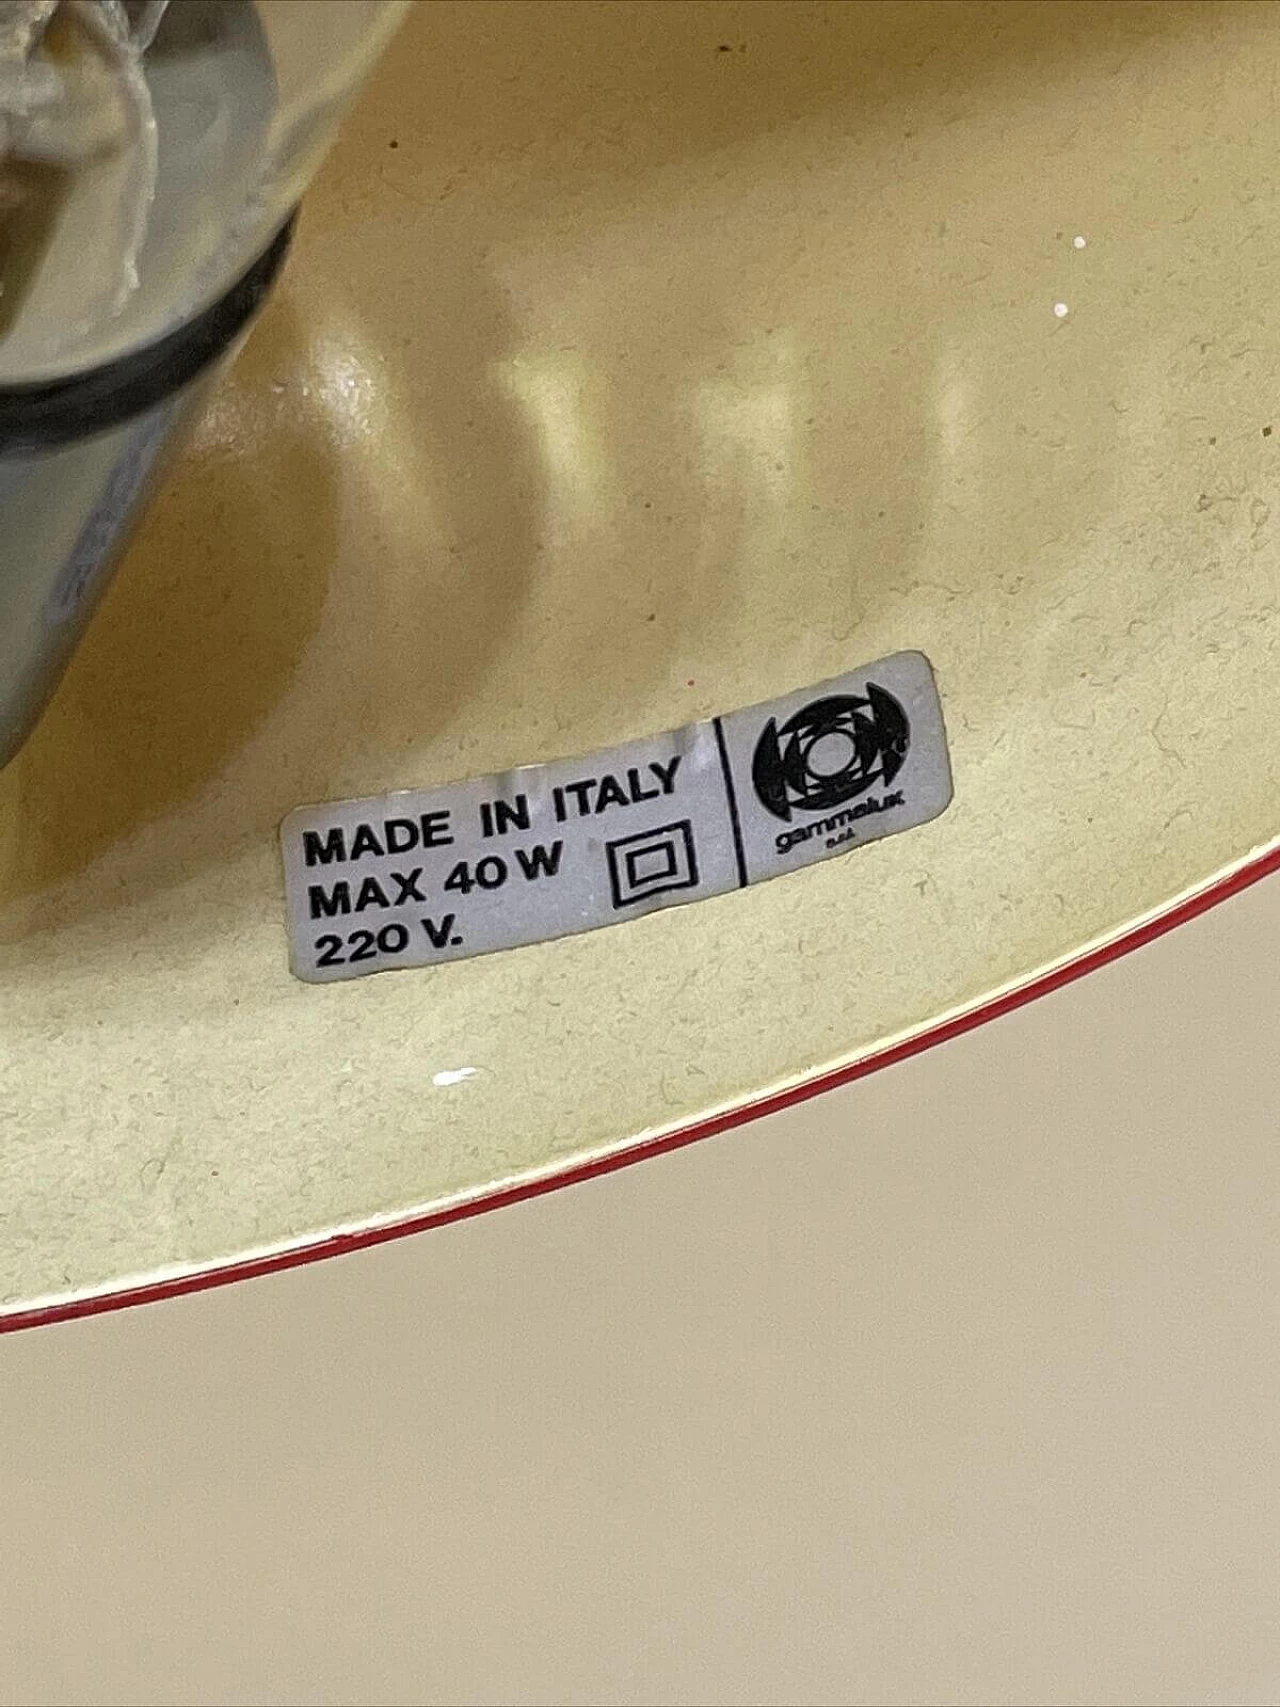 MADE IN ITALY
MAX 40 W
220 V.
gammalux
s.r.l.